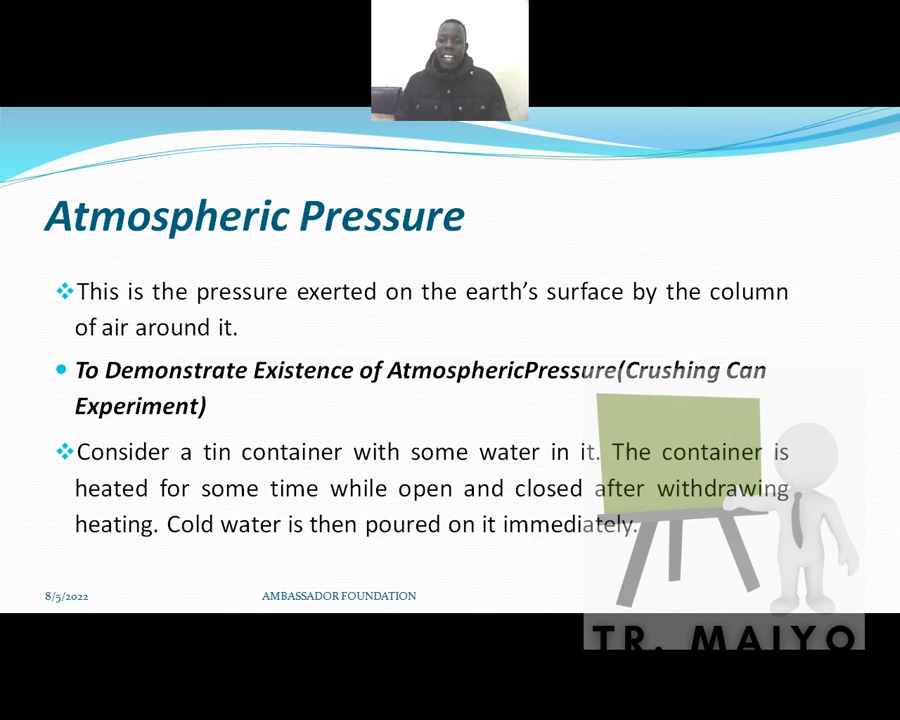 Atmospheric Pressure
This is the pressure exerted on the earth's surface by the column
of air around it.
To Demonstrate Existence of AtmosphericPressure(Crushing Can
Experiment)
Consider a tin container with some water in it. The container is
heated for some time while open and closed after withdrawing
heating. Cold water is then poured on it immediately.
8/5/2022
AMBASSADOR FOUNDATION
TR. MAIYO